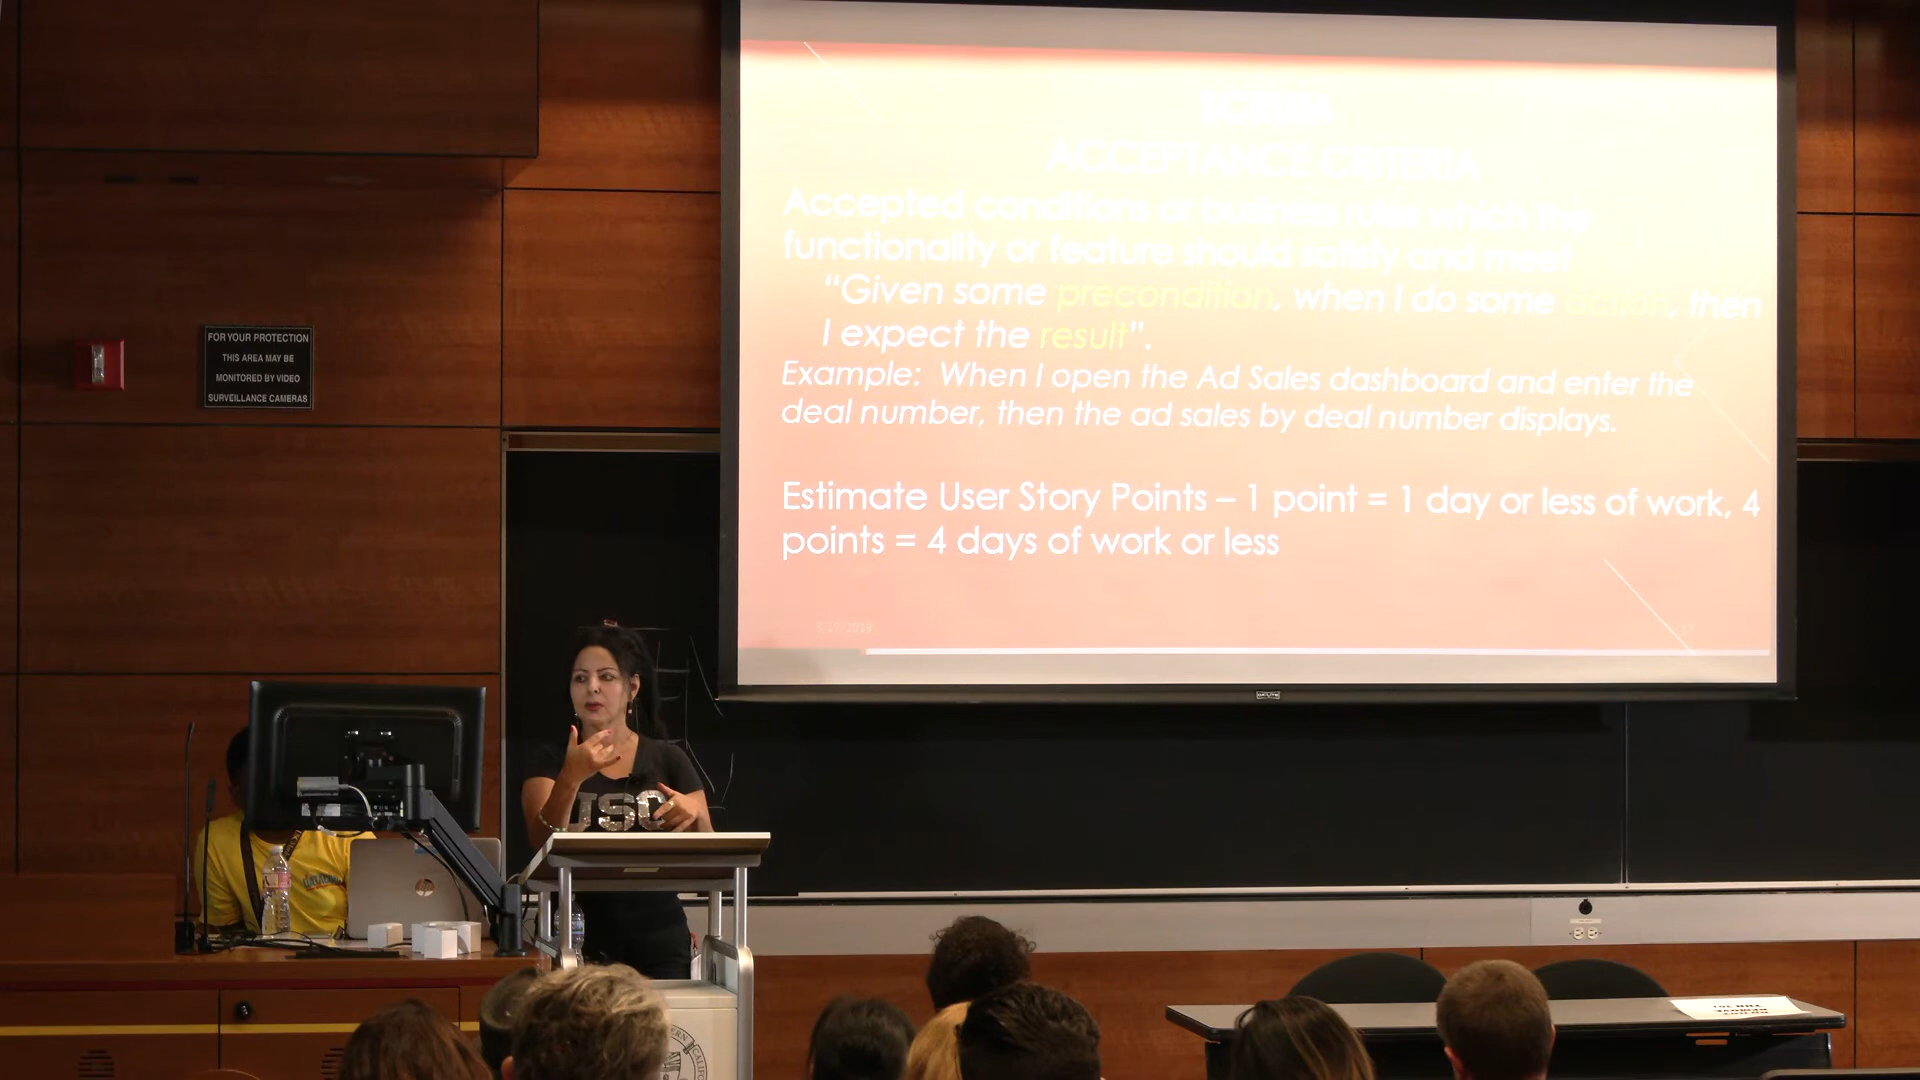 SCRUM
ACCEPTANCE CRITERIA
Accepted conditions or business rules which the
functionality or feature should satisfy and meet
“Given some precondition, when I do some action, then
I expect the result”.
Example: When I open the Ad Sales dashboard and enter the
deal number, then the ad sales by deal number displays.
Estimate User Story Points – 1 point = 1 day or less of work, 4
points = 4 days of work or less
FOR YOUR PROTECTION
THIS AREA MAY BE
MONITORED BY VIDEO
SURVEILLANCE CAMERAS
USC
hp
DO NOT
REMOVE